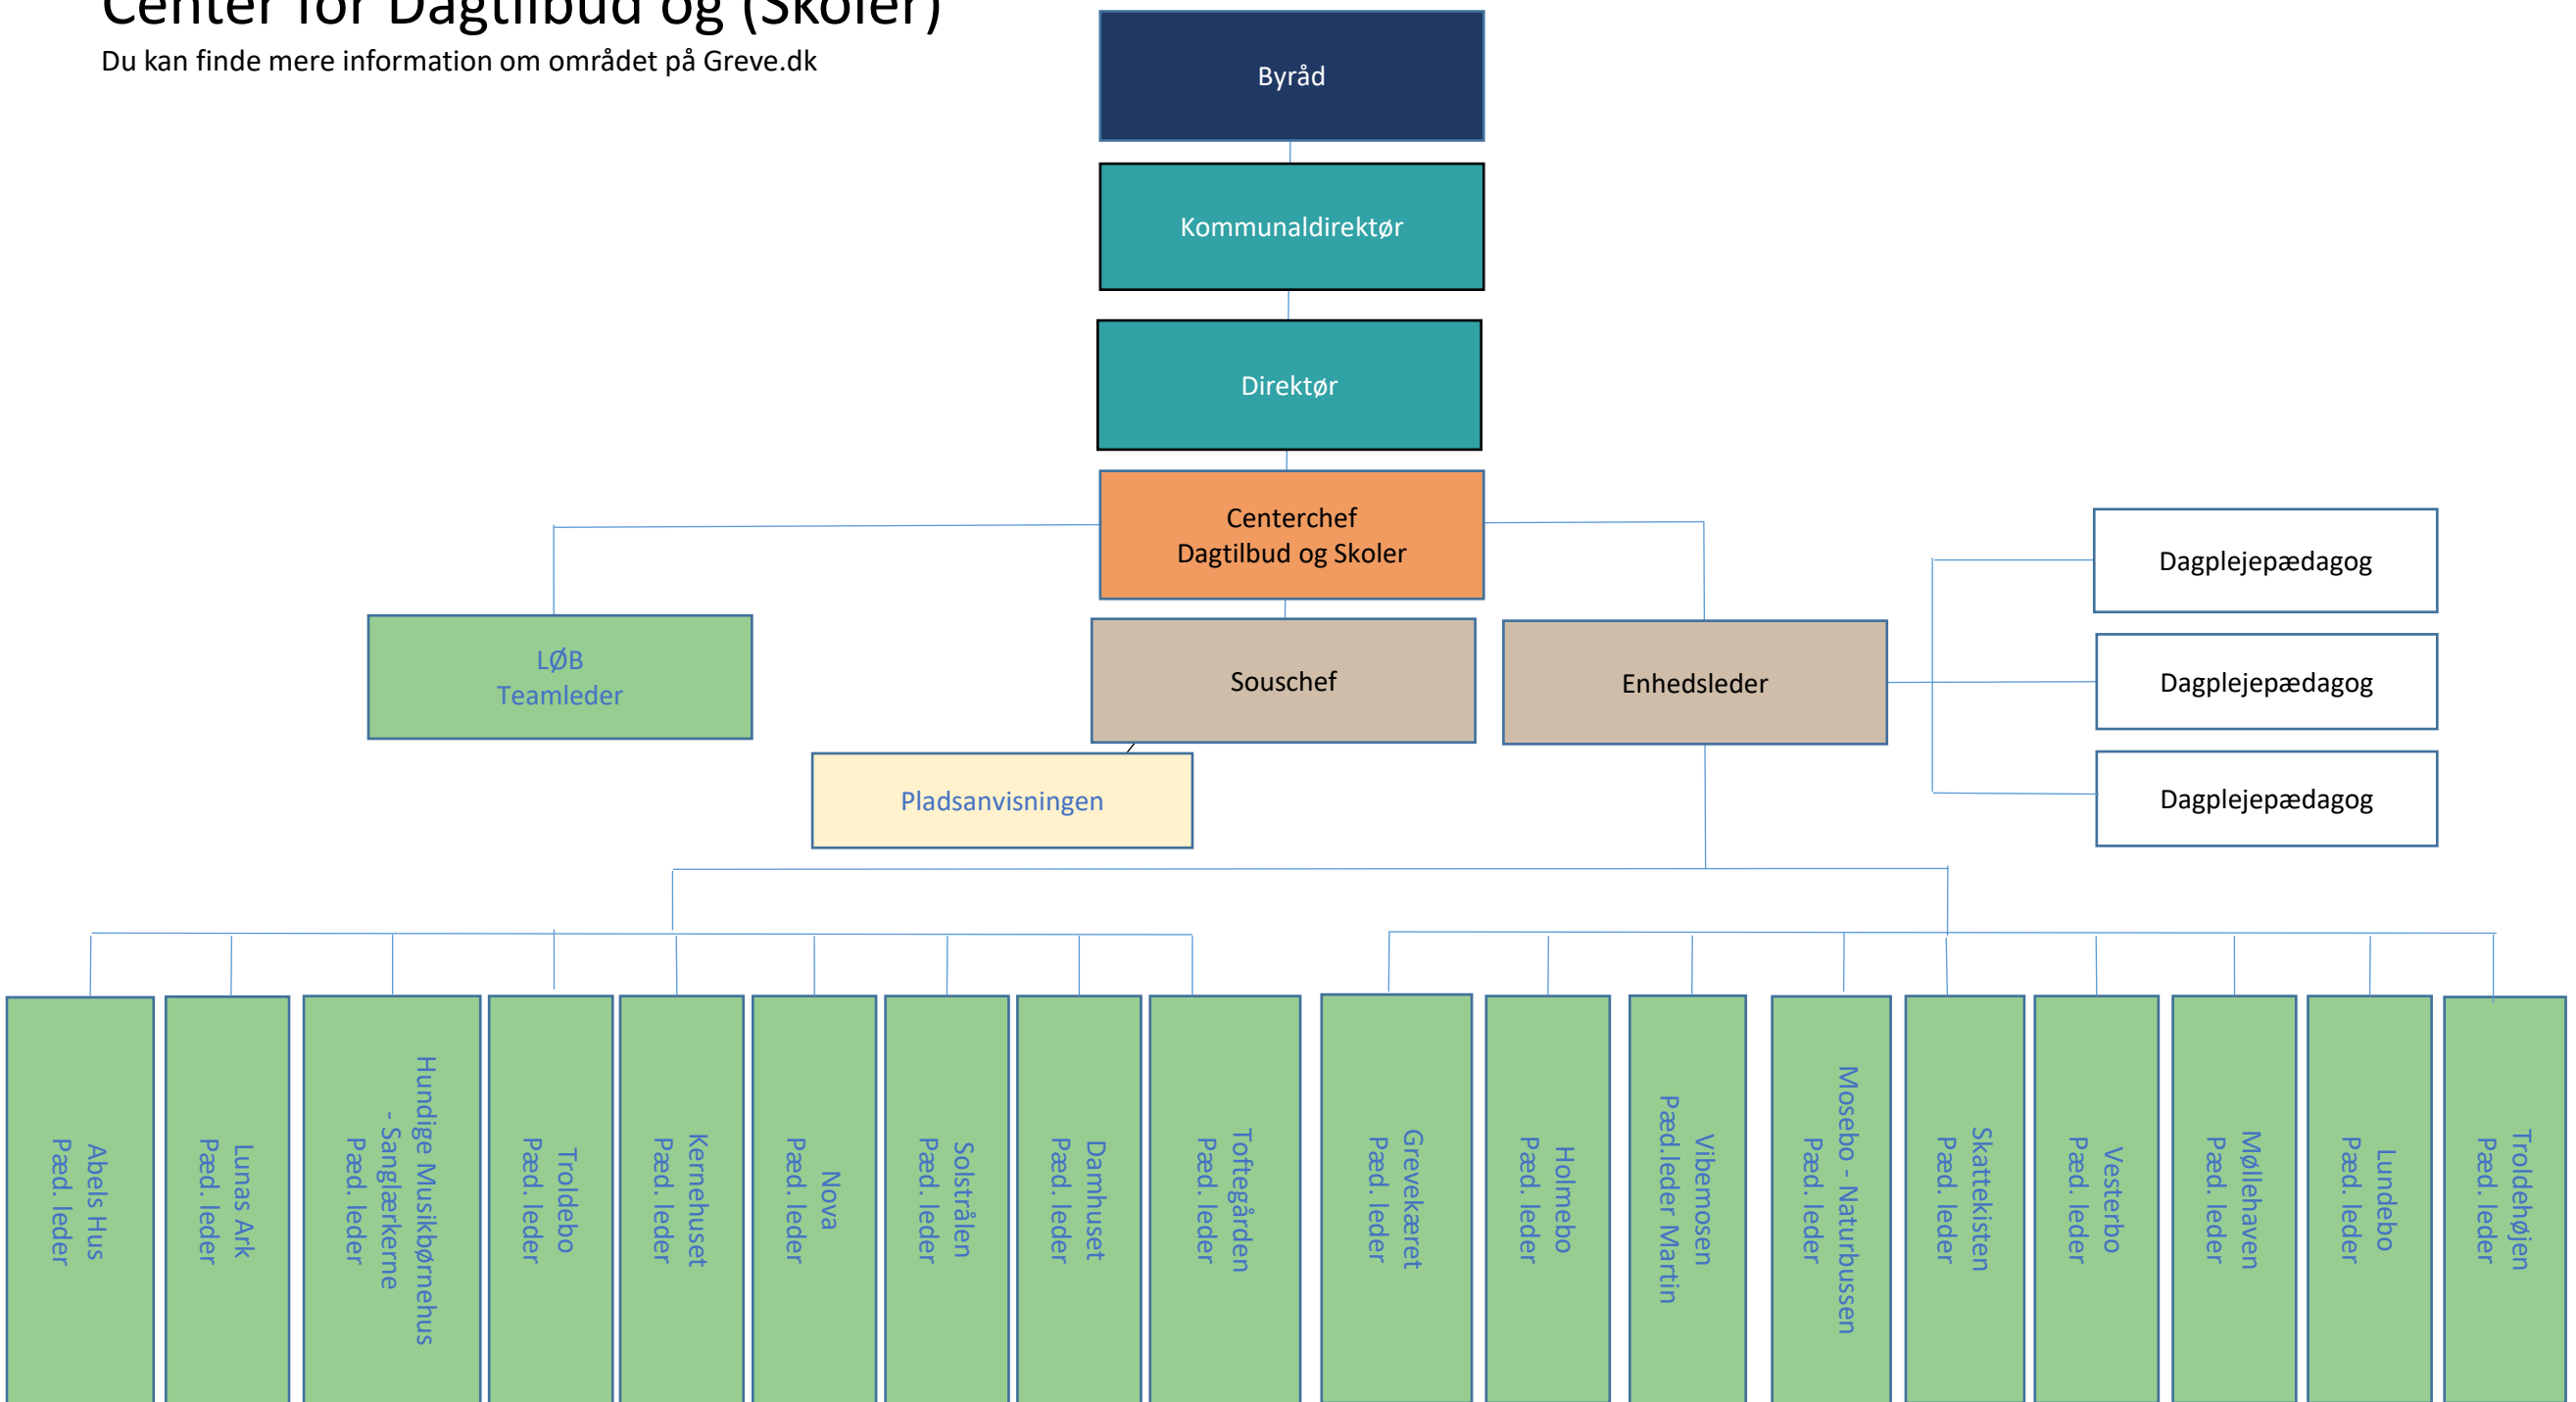 Center for Dagtilbud og (Skoler)
Du kan finde mere information om området på Greve.dk
Byråd
Kommunaldirektør
Direktør
Centerchef
Dagtilbud og Skoler
LØB
Teamleder
Souschef
Enhedsleder
Dagplejepædagog
Dagplejepædagog
Dagplejepædagog
Pladsanvisningen
Abels Hus
Pæd. leder
Lunas Ark
Pæd. leder
Hundige Musikbørnehus
- Sanglærkerne
Pæd. leder
Troldebo
Pæd. leder
Kernehuset
Pæd. leder
Nova
Pæd. leder
Solstrålen
Pæd. leder
Damhuset
Pæd. leder
Toftegården
Pæd. leder
Grevekæret
Pæd. leder
Holmebo
Pæd. leder
Vibemosen
Pæd.leder Martin
Mosebo - Naturbussen
Pæd. leder
Skattekisten
Pæd. leder
Vesterbo
Pæd. leder
Møllehaven
Pæd. leder
Lundebo
Pæd. leder
Troldehøjen
Pæd. leder